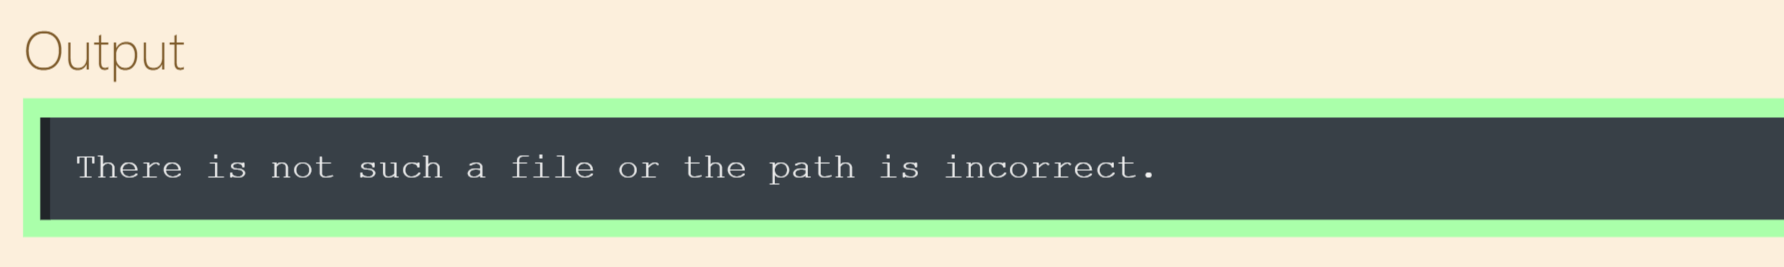 Output
There is not such a file or the path is incorrect.